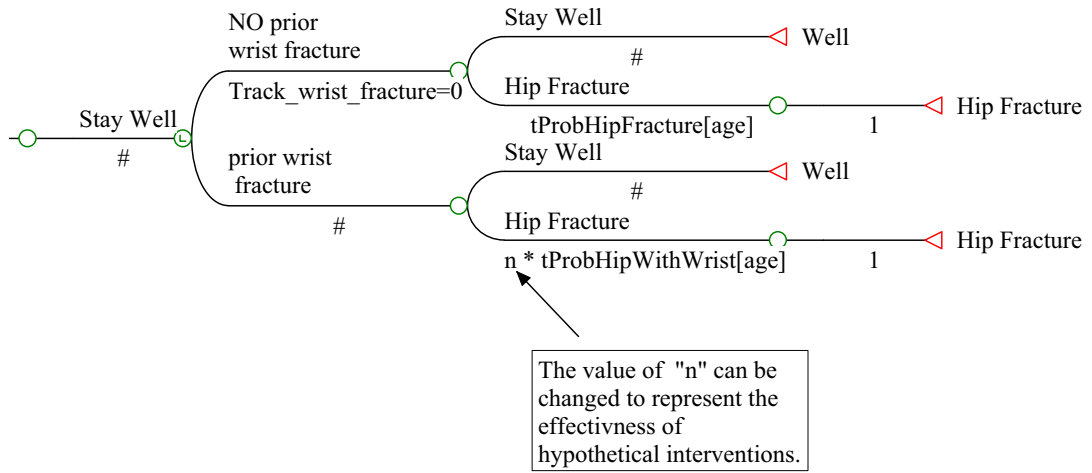 Stay Well
#
NO prior
wrist fracture
Track_wrist_fracture=0
Stay Well
#
Well
Hip Fracture
tProbHipFracture[age]
1
Hip Fracture
prior wrist
fracture
#
Stay Well
#
Well
Hip Fracture
n * tProbHipWithWrist[age]
1
Hip Fracture
The value of "n" can be
changed to represent the
effectivness of
hypothetical interventions.